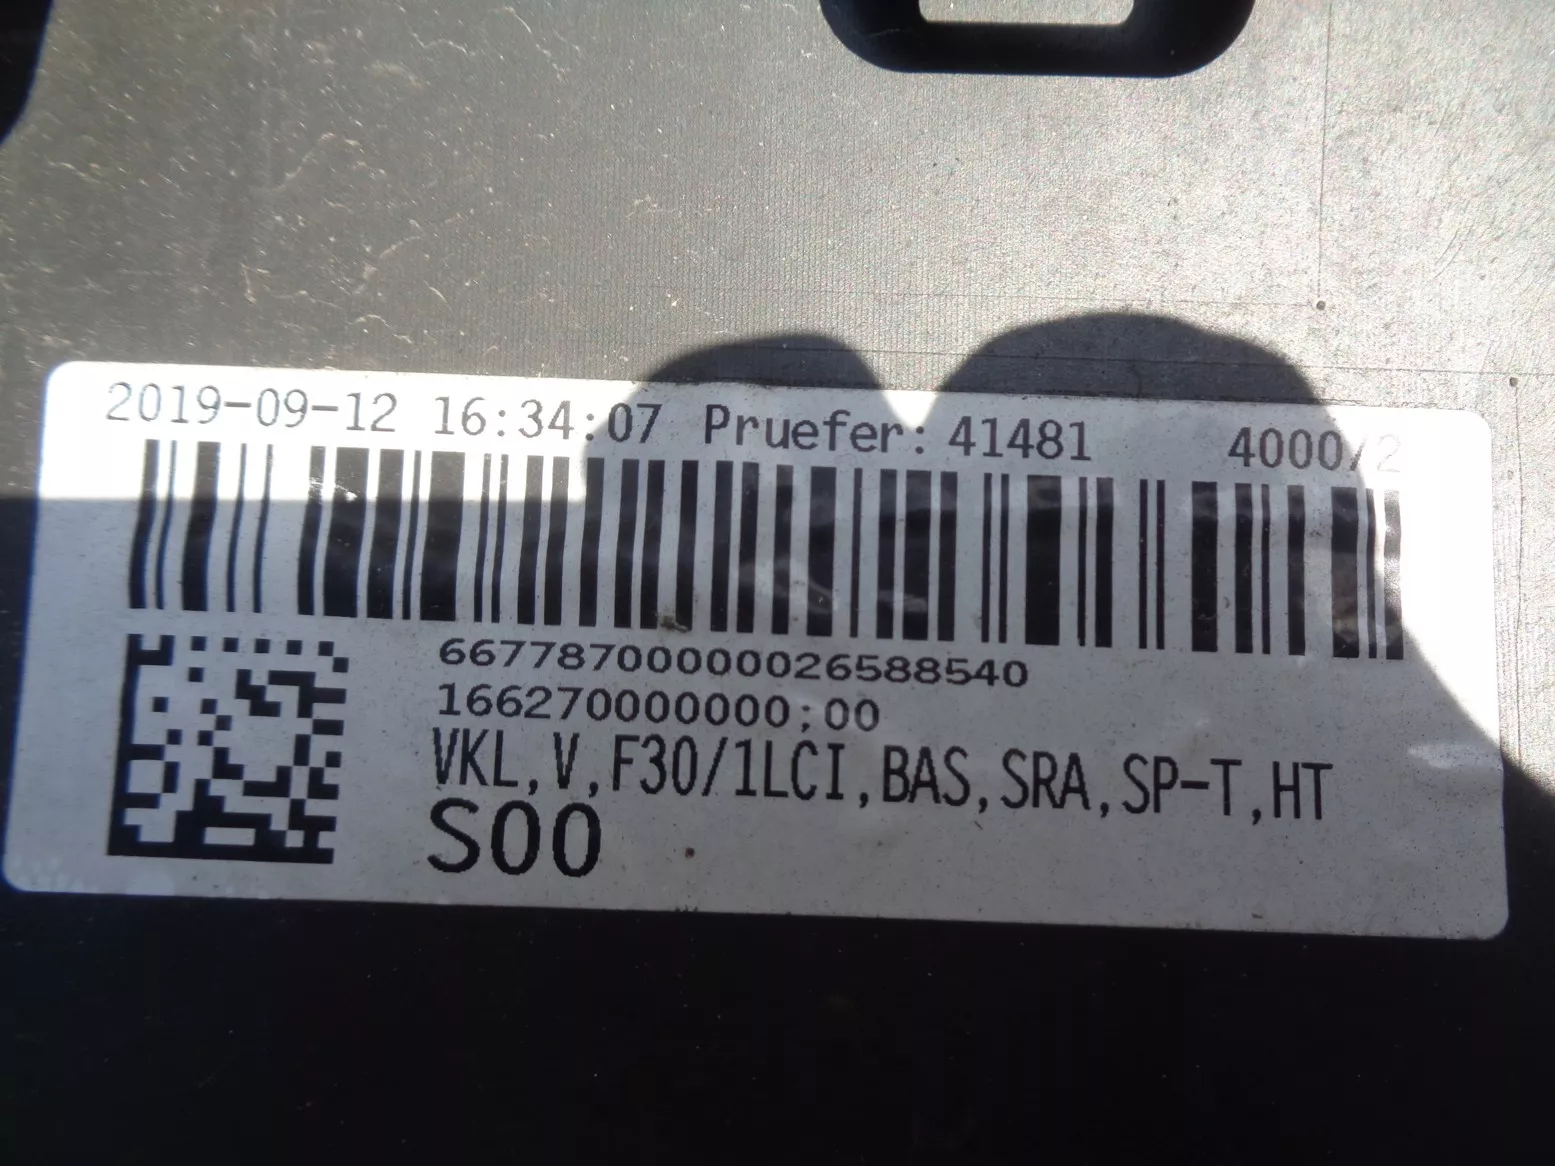 2019-09-12 16:34:07 Pruefer: 41481 4000/2
66778700000026588540
166270000000;00
VKL,V,F30/1LCI,BAS,SRA,SP-T,HT
S00